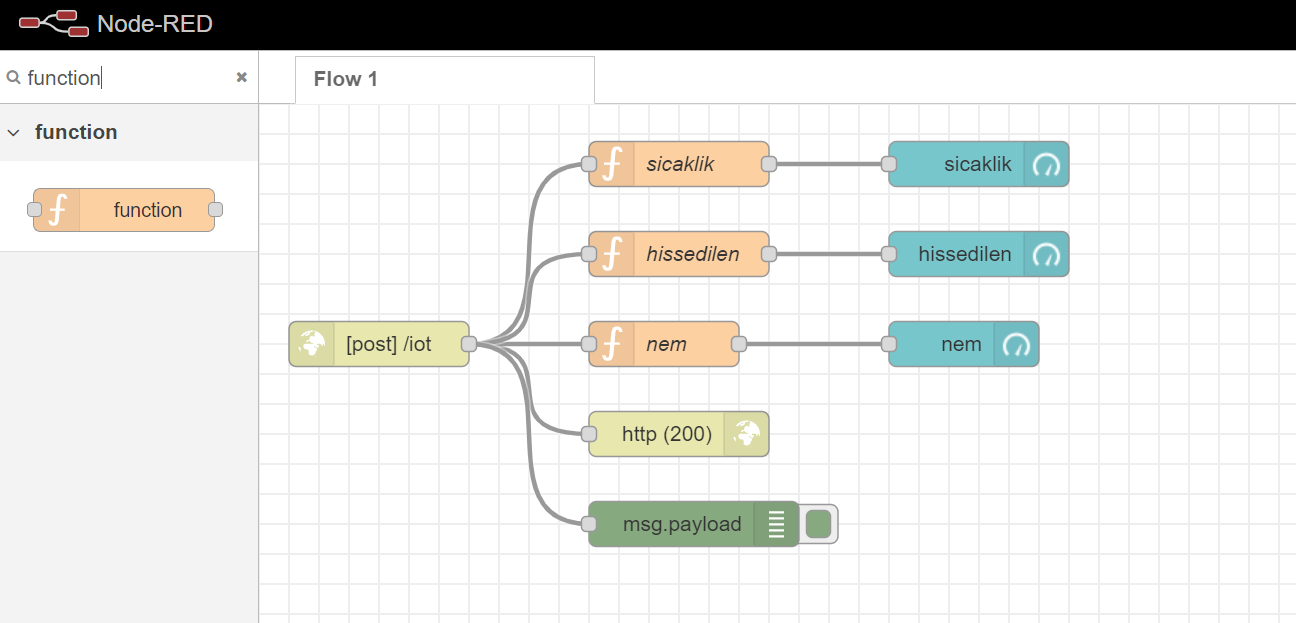 Node-RED
function
Flow 1
function
function
sicaklik
sicaklik
hissedilen
hissedilen
[post] /iot
nem
nem
http (200)
msg.payload